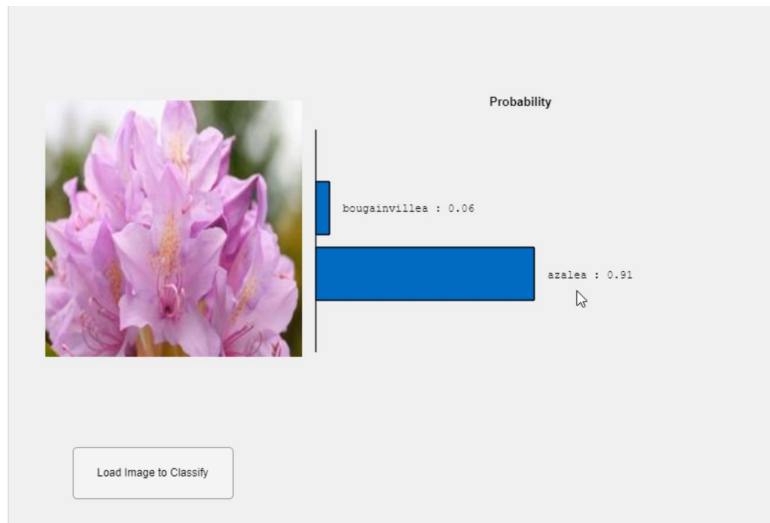 Probability
bougainvillea : 0.06
azalea : 0.91
Load Image to Classify